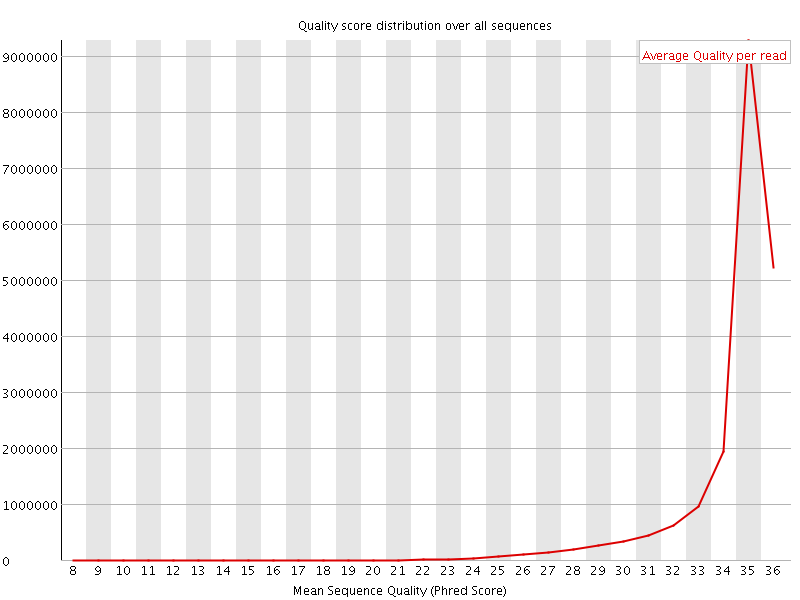 Quality score distribution over all sequences
Average Quality per read
9000000
8000000
7000000
6000000
5000000
4000000
3000000
2000000
1000000
0
8 9 10 11 12 13 14 15 16 17 18 19 20 21 22 23 24 25 26 27 28 29 30 31 32 33 34 35 36
Mean Sequence Quality (Phred Score)